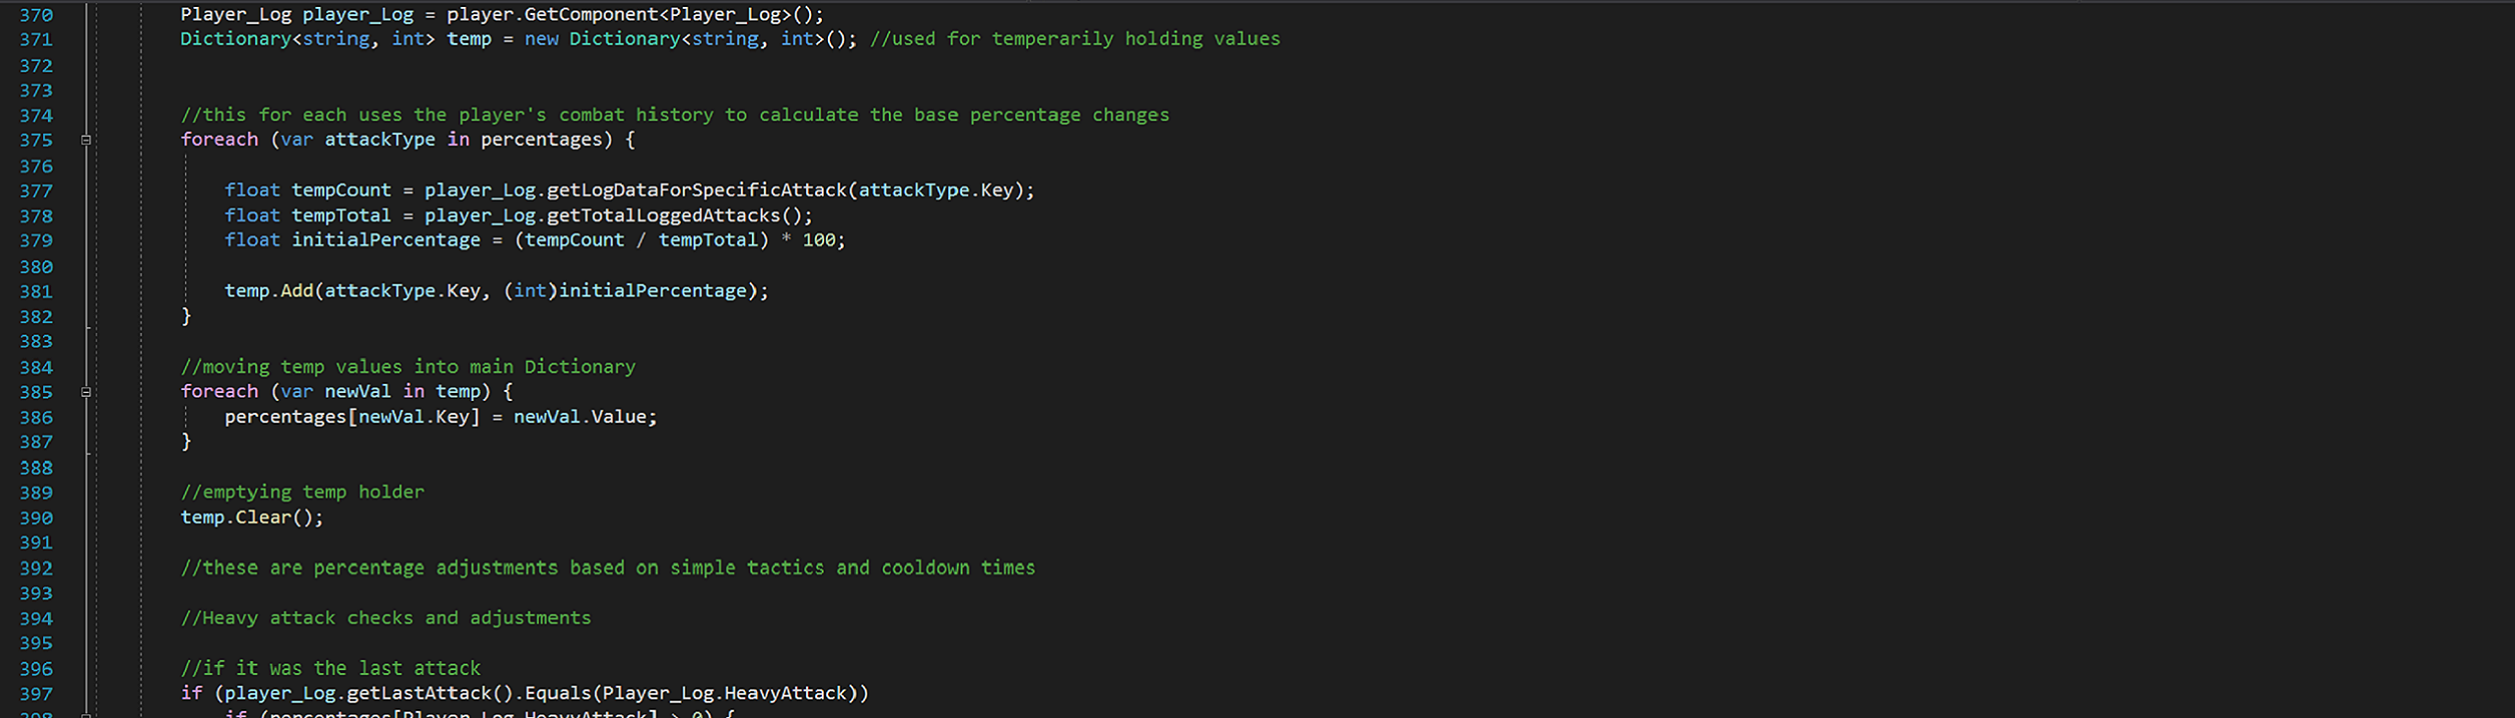 370 Player_Log player_Log = player.GetComponent<Player_Log>();
371 Dictionary<string, int> temp = new Dictionary<string, int>(); //used for temperarily holding values
372
373
374 //this for each uses the player's combat history to calculate the base percentage changes
375 foreach (var attackType in percentages) {
376
377 float tempCount = player_Log.getLogDataForSpecificAttack(attackType.Key);
378 float tempTotal = player_Log.getTotalLoggedAttacks();
379 float initialPercentage = (tempCount / tempTotal) * 100;
380
381 temp.Add(attackType.Key, (int)initialPercentage);
382 }
383
384 //moving temp values into main Dictionary
385 foreach (var newVal in temp) {
386 percentages[newVal.Key] = newVal.Value;
387 }
388
389 //emptying temp holder
390 temp.Clear();
391
392 //these are percentage adjustments based on simple tactics and cooldown times
393
394 //Heavy attack checks and adjustments
395
396 //if it was the last attack
397 if (player_Log.getLastAttack().Equals(Player_Log.HeavyAttack))
398 if (percentages[Player_Log.HeavyAttack] > 0) {